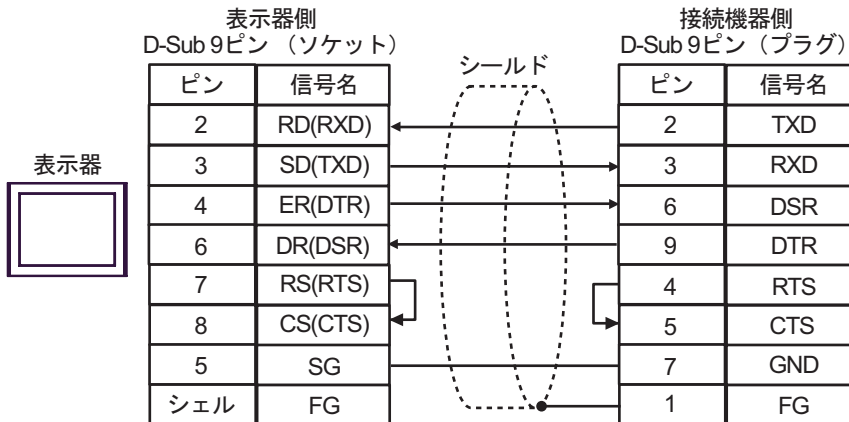 表示器側
D-Sub 9ピン （ソケット）
接続機器側
D-Sub 9ピン（プラグ）
シールド
表示器
ピン 信号名 ピン 信号名
2 RD(RXD) 2 TXD
3 SD(TXD) 3 RXD
4 ER(DTR) 6 DSR
6 DR(DSR) 9 DTR
7 RS(RTS) 4 RTS
8 CS(CTS) 5 CTS
5 SG 7 GND
シェル FG 1 FG